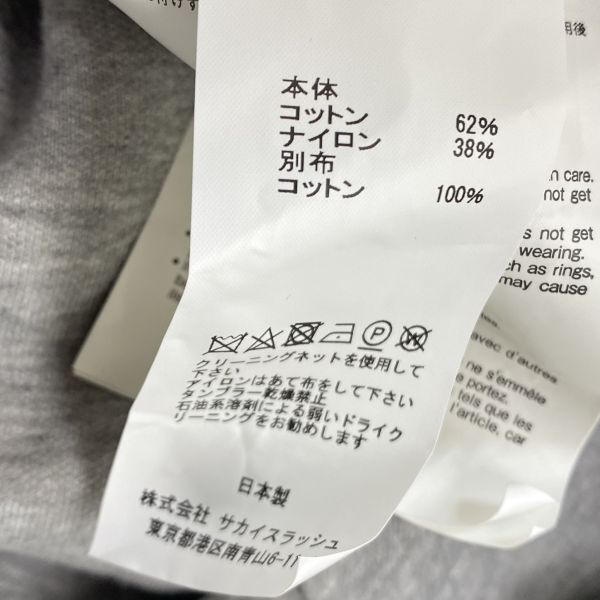 本体
コットン 62%
ナイロン 38%
別布
コットン 100%
P W
クリーニングネットを使用して
下さい
アイロンはあて布をして下さい
タンブラー乾燥禁止
石油系溶剤による弱いドライク
リーニングをお勧めします
日本製
株式会社 サカイスラッシュ
東京都港区南青山6-11
用後
care.
not get
not get
wearing.
as rings,
may cause
avec d'autres
ne s'emmêle
portez.
tels que les
l'article, car